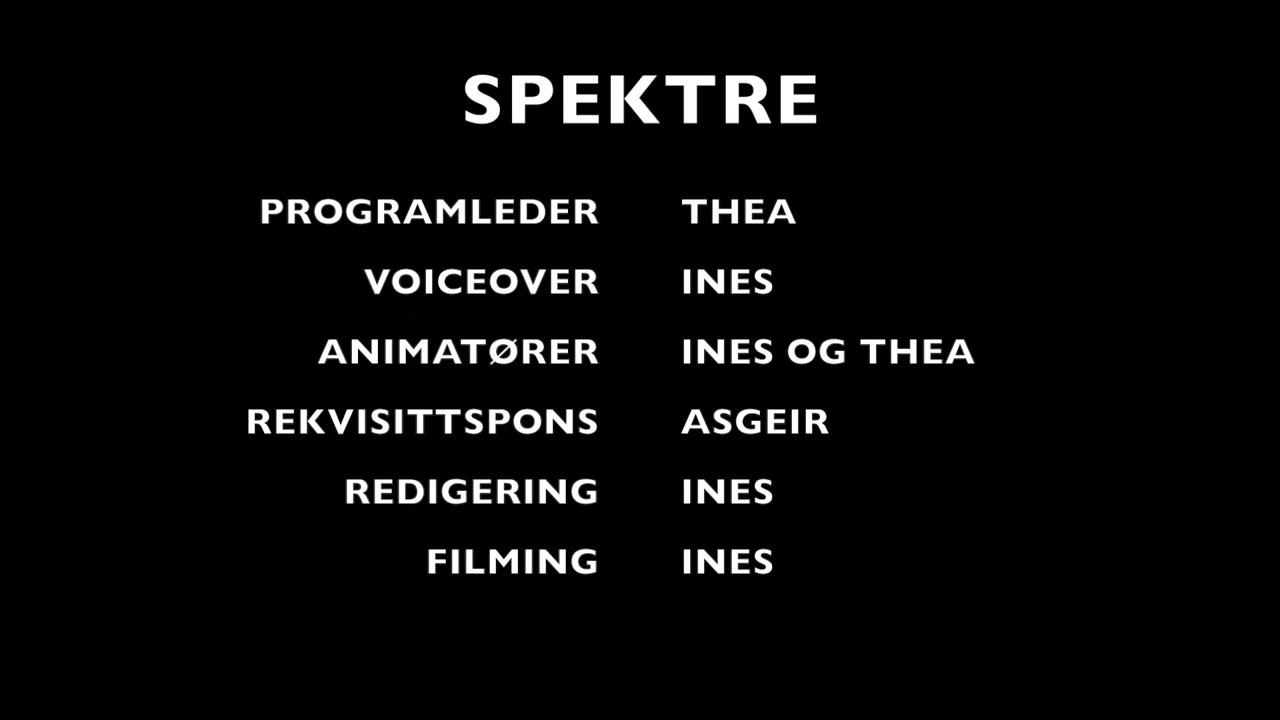 SPEKTRE
PROGRAMLEDER THEA
VOICEOVER INES
ANIMATØRER INES OG THEA
REKVISITTSPONS ASGEIR
REDIGERING INES
FILMING INES